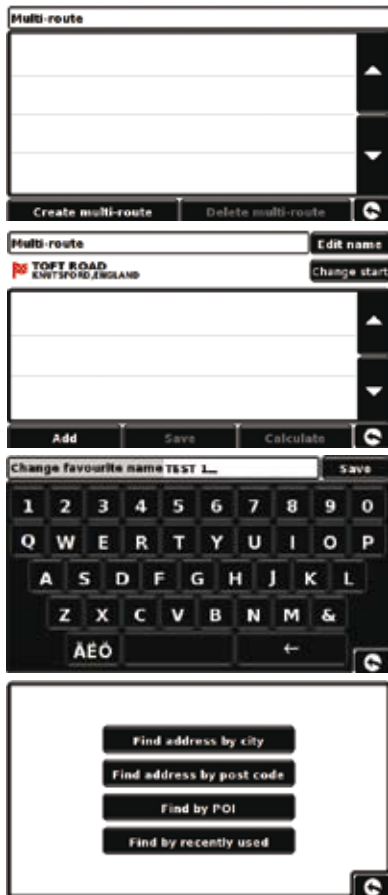 Multi-route
Create multi-route Delete multi-route
Multi-route Edit name
TOFT ROAD
KNUTSFORD,ENGLAND Change start
Add Save Calculate
Change favourite name TEST 1_ Save
1 2 3 4 5 6 7 8 9 0
Q W E R T Y U I O P
A S D F G H J K L
Z X C V B N M &
ÄËÖ ←
Find address by city
Find address by post code
Find by POI
Find by recently used